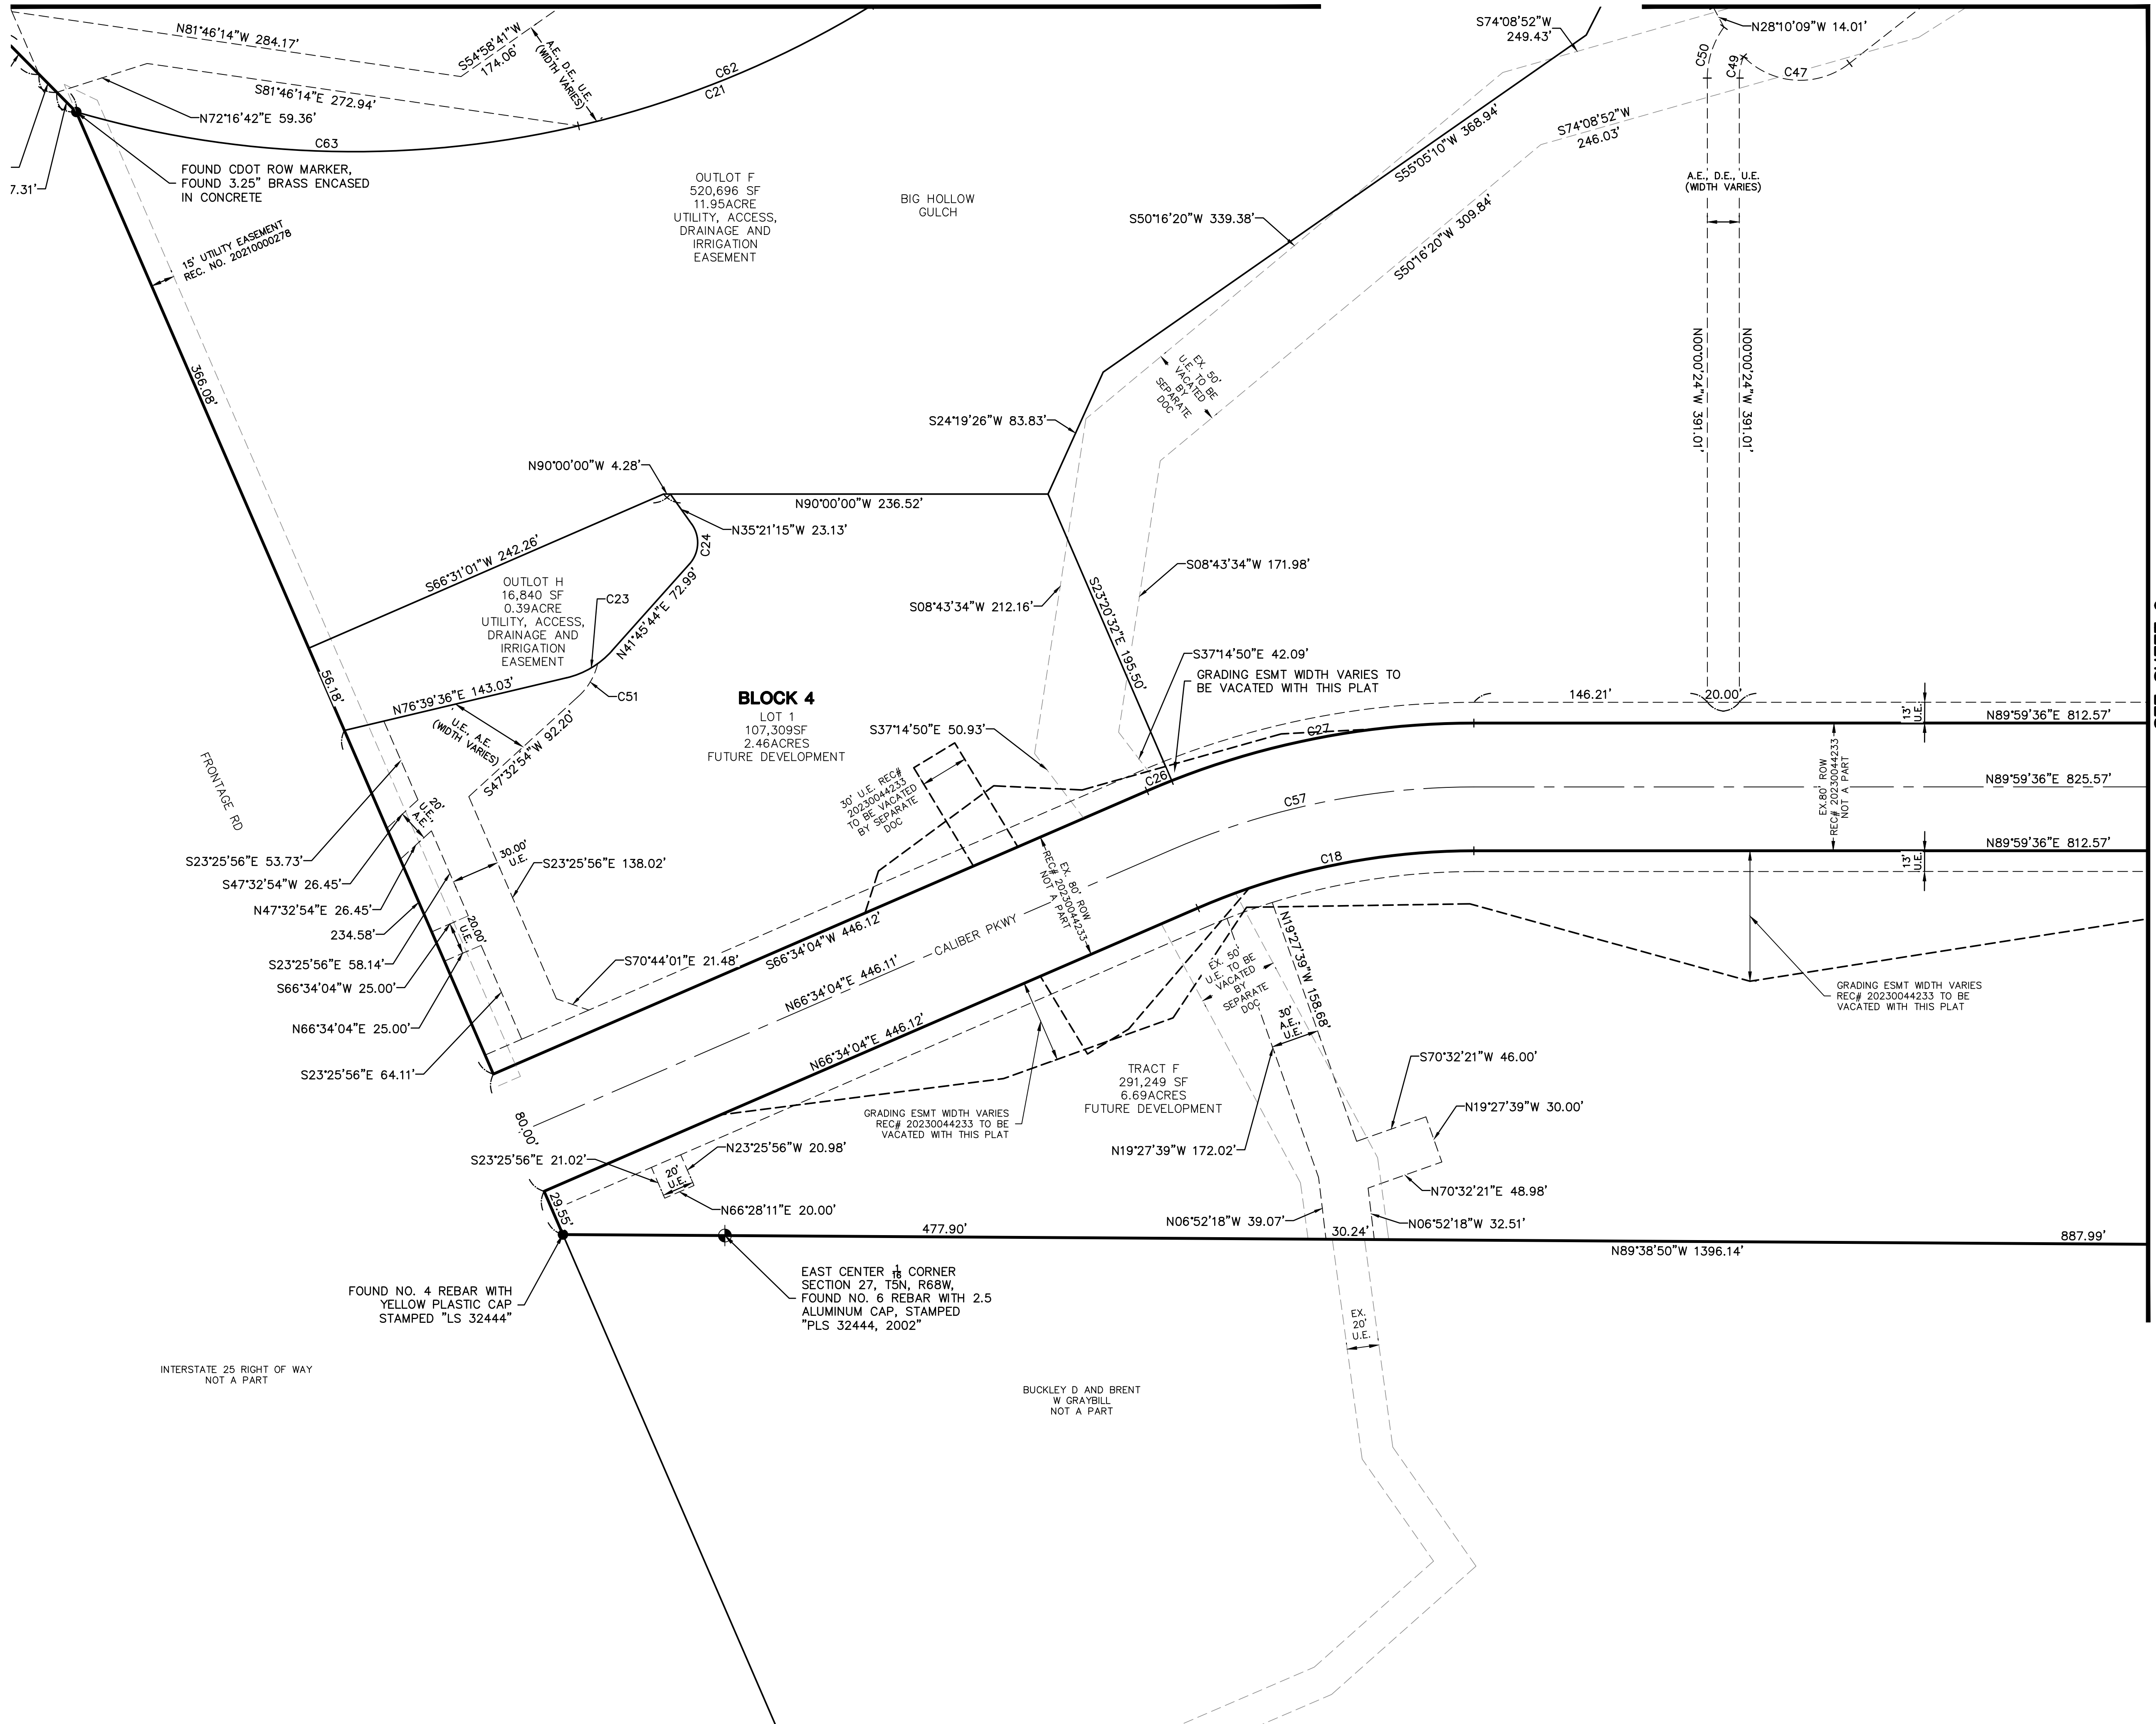 N81°46'14"W 284.17'
S54°58'41"W
174.06'
A.E., D.E., U.E.
(WIDTH VARIES)
C62
C21
S81°46'14"E 272.94'
N72°16'42"E 59.36'
C63
7.31'
FOUND CDOT ROW MARKER,
FOUND 3.25" BRASS ENCASED
IN CONCRETE
15' UTILITY EASEMENT
REC. NO. 20210000278
OUTLOT F
520,696 SF
11.95ACRE
UTILITY, ACCESS,
DRAINAGE AND
IRRIGATION
EASEMENT
BIG HOLLOW
GULCH
S74°08'52"W
249.43'
N28°10'09"W 14.01'
C50
C49
C47
S55°05'10"W 368.94'
S74°08'52"W
246.03'
S50°16'20"W 339.38'
S50°16'20"W 309.84'
A.E., D.E., U.E.
(WIDTH VARIES)
N00°00'24"W 391.01'
N00°00'24"W 391.01'
366.08'
EX. 50'
U.E. TO BE
VACATED
BY
SEPARATE
DOC
S24°19'26"W 83.83'
N90°00'00"W 4.28'
N90°00'00"W 236.52'
N35°21'15"W 23.13'
C24
S66°31'01"W 242.26'
OUTLOT H
16,840 SF
0.39ACRE
UTILITY, ACCESS,
DRAINAGE AND
IRRIGATION
EASEMENT
C23
N41°45'44"E 72.99'
S08°43'34"W 171.98'
S08°43'34"W 212.16'
S23°20'32"E 195.50'
S37°14'50"E 42.09'
GRADING ESMT WIDTH VARIES TO
BE VACATED WITH THIS PLAT
56.18'
N76°39'36"E 143.03'
C51
U.E., A.E.
(WIDTH VARIES)
S47°32'54"W 92.20'
BLOCK 4
LOT 1
107,309SF
2.46ACRES
FUTURE DEVELOPMENT
S37°14'50"E 50.93'
30' U.E. REC#
20230044233
TO BE VACATED
BY SEPARATE
DOC
C26
C27
146.21'
20.00'
13'
U.E.
N89°59'36"E 812.57'
EX.80' ROW
REC# 20230044233
NOT A PART
N89°59'36"E 825.57'
C57
N89°59'36"E 812.57'
13'
U.E.
C18
FRONTAGE RD
S23°25'56"E 53.73'
20'
U.E.
A.E.
S47°32'54"W 26.45'
30.00'
U.E.
S23°25'56"E 138.02'
N47°32'54"E 26.45'
234.58'
20.00'
U.E.
S23°25'56"E 58.14'
S66°34'04"W 25.00'
N66°34'04"E 25.00'
S23°25'56"E 64.11'
S70°44'01"E 21.48'
S66°34'04"W 446.12'
EX. 80' ROW
REC# 20230044233
NOT A PART
CALIBER PKWY
N66°34'04"E 446.11'
N66°34'04"E 446.12'
EX. 50'
U.E. TO BE
VACATED
BY
SEPARATE
DOC
N19°27'39"W 158.68'
30'
A.E.,
U.E.
GRADING ESMT WIDTH VARIES
REC# 20230044233 TO BE
VACATED WITH THIS PLAT
TRACT F
291,249 SF
6.69ACRES
FUTURE DEVELOPMENT
S70°32'21"W 46.00'
N19°27'39"W 30.00'
80.00'
GRADING ESMT WIDTH VARIES
REC# 20230044233 TO BE
VACATED WITH THIS PLAT
N19°27'39"W 172.02'
S23°25'56"E 21.02'
N23°25'56"W 20.98'
20'
U.E.
N66°28'11"E 20.00'
N70°32'21"E 48.98'
29.55'
N06°52'18"W 39.07'
N06°52'18"W 32.51'
477.90'
30.24'
887.99'
N89°38'50"W 1396.14'
FOUND NO. 4 REBAR WITH
YELLOW PLASTIC CAP
STAMPED "LS 32444"
EAST CENTER 1/16 CORNER
SECTION 27, T5N, R68W,
FOUND NO. 6 REBAR WITH 2.5
ALUMINUM CAP, STAMPED
"PLS 32444, 2002"
EX.
20'
U.E.
INTERSTATE 25 RIGHT OF WAY
NOT A PART
BUCKLEY D AND BRENT
W GRAYBILL
NOT A PART